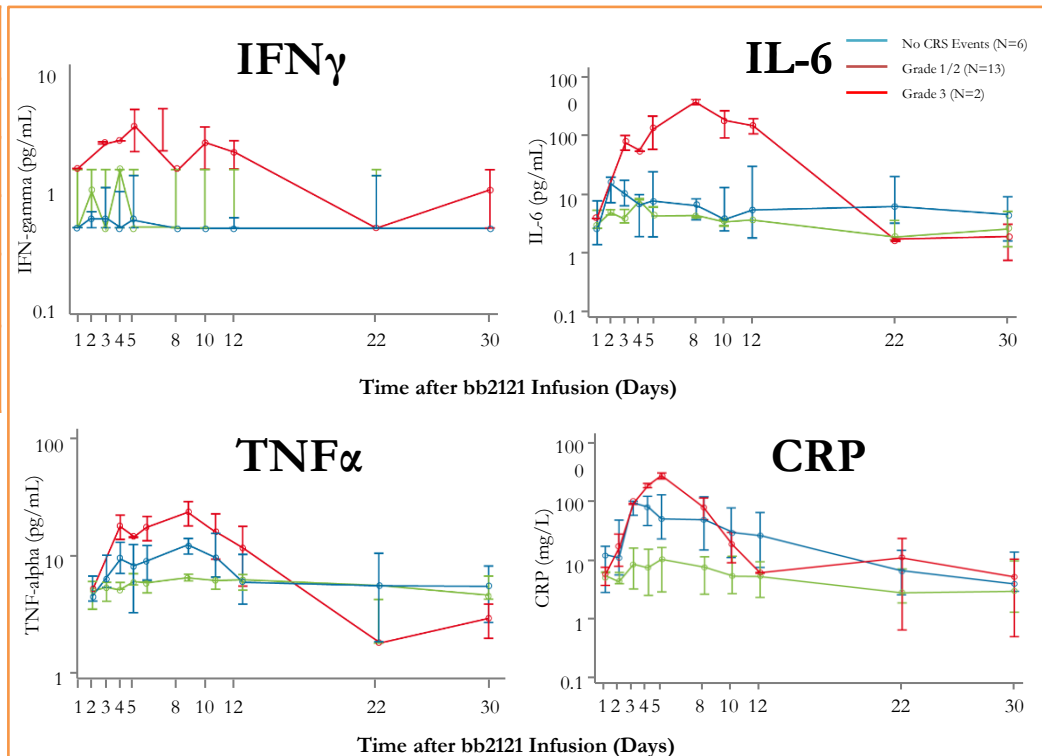 IFNγ
10
1
0.1
IFN-gamma (pg/mL)
1 2 3 4 5 8 10 12 22 30
IL-6
No CRS Events (N=6)
Grade 1/2 (N=13)
Grade 3 (N=2)
100
0
100
10
1
0.1
IL-6 (pg/mL)
1 2 3 4 5 8 10 12 22 30
Time after bb2121 Infusion (Days)
TNFα
100
10
1
TNF-alpha (pg/mL)
1 2 3 4 5 8 10 12 22 30
CRP
100
0
100
10
1
0.1
CRP (mg/L)
1 2 3 4 5 8 10 12 22 30
Time after bb2121 Infusion (Days)